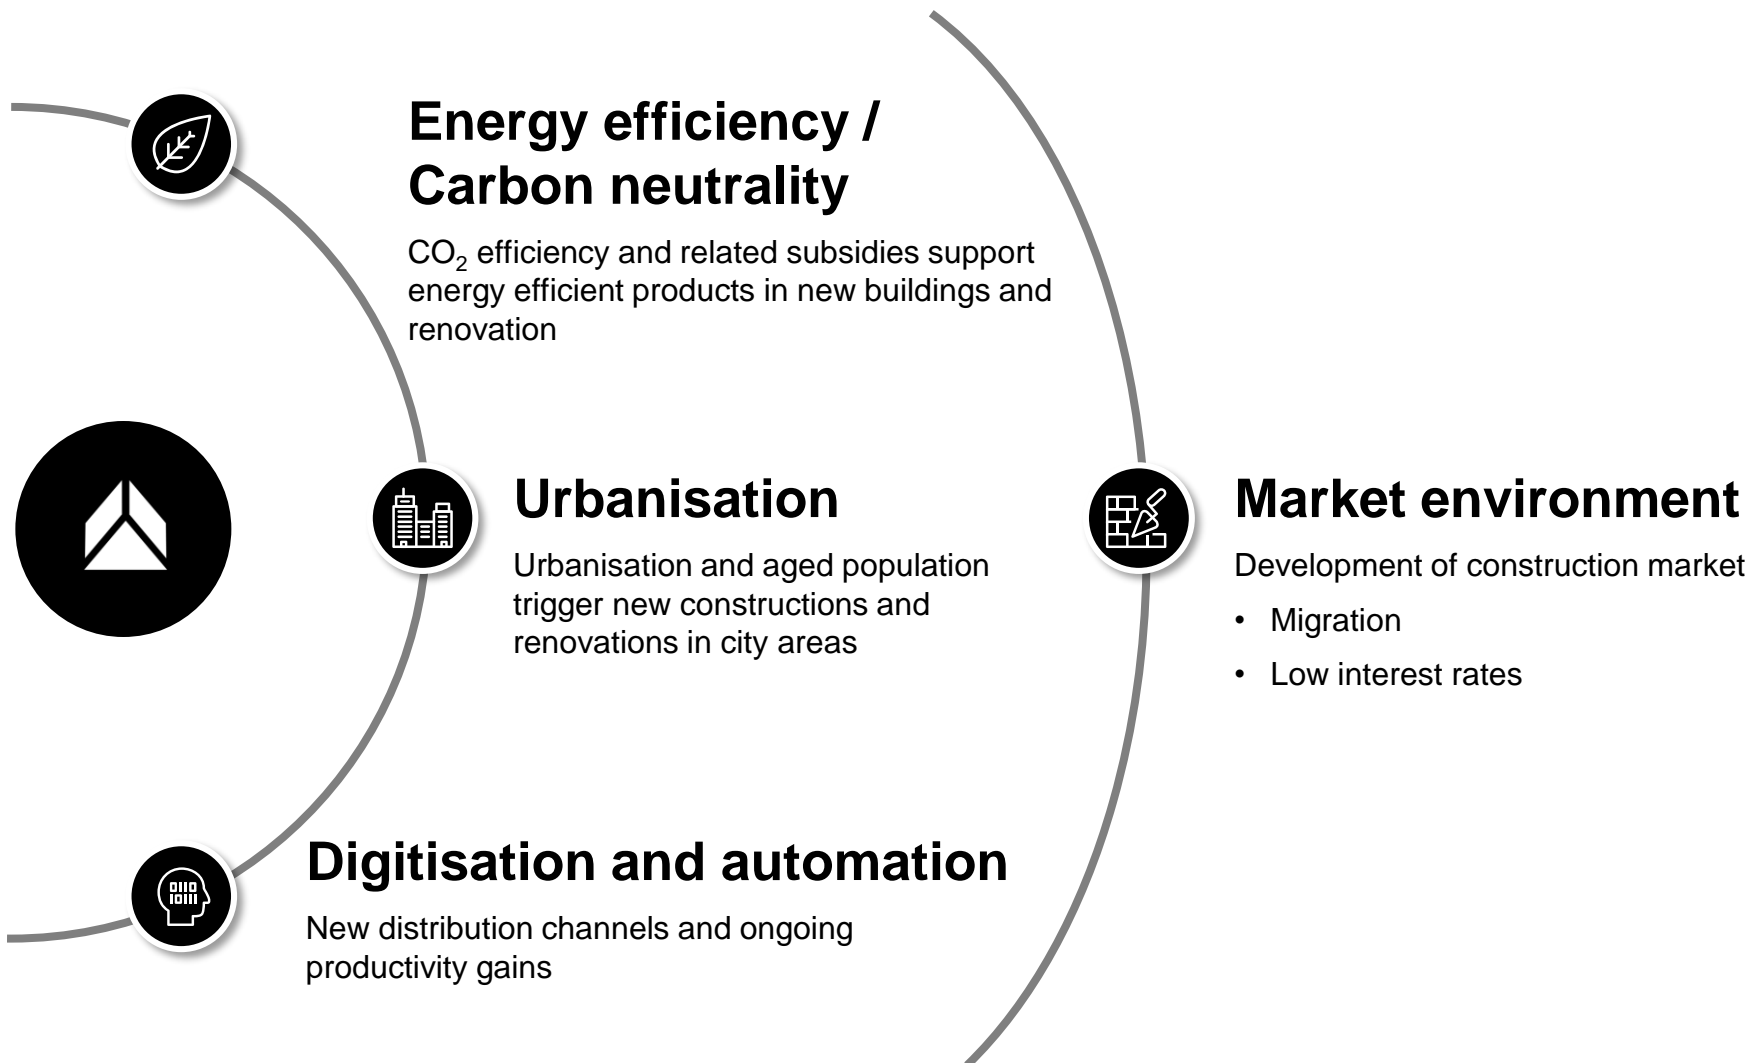 Energy efficiency /
Carbon neutrality
CO₂ efficiency and related subsidies support
energy efficient products in new buildings and
renovation
Urbanisation
Urbanisation and aged population
trigger new constructions and
renovations in city areas
Market environment
Development of construction market
• Migration
• Low interest rates
Digitisation and automation
New distribution channels and ongoing
productivity gains
0110
10111